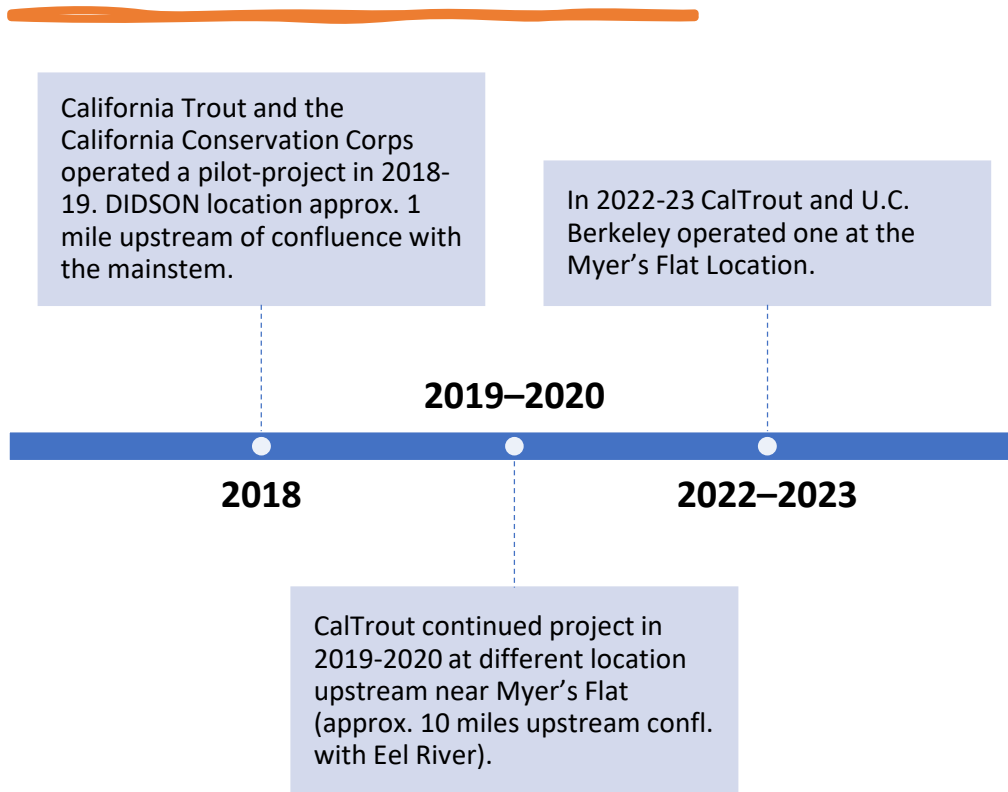 California Trout and the
California Conservation Corps
operated a pilot-project in 2018-
19. DIDSON location approx. 1
mile upstream of confluence with
the mainstem.
In 2022-23 CalTrout and U.C.
Berkeley operated one at the
Myer’s Flat Location.
2019–2020
2018
2022–2023
CalTrout continued project in
2019-2020 at different location
upstream near Myer’s Flat
(approx. 10 miles upstream confl.
with Eel River).